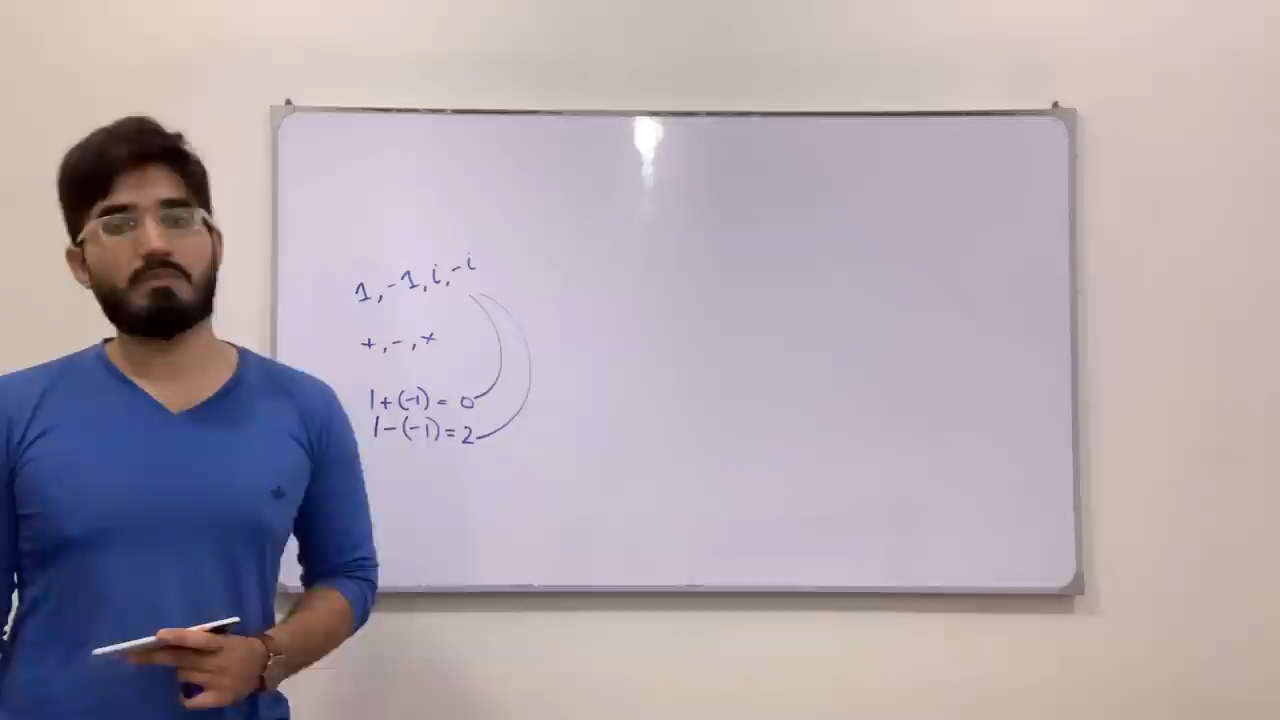 1, -1, i, -i
+, -, ×
1+(-1) = 0
1-(-1) = 2